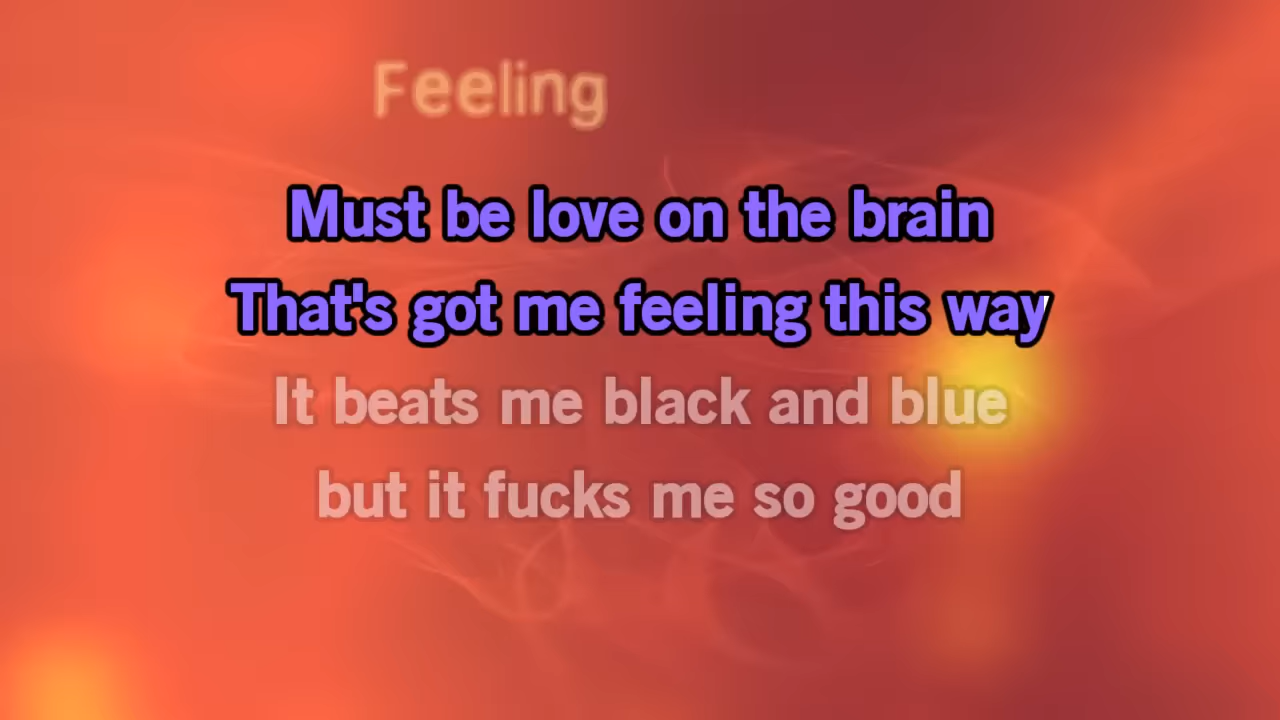 Feeling
Must be love on the brain
That's got me feeling this way
It beats me black and blue
but it fucks me so good